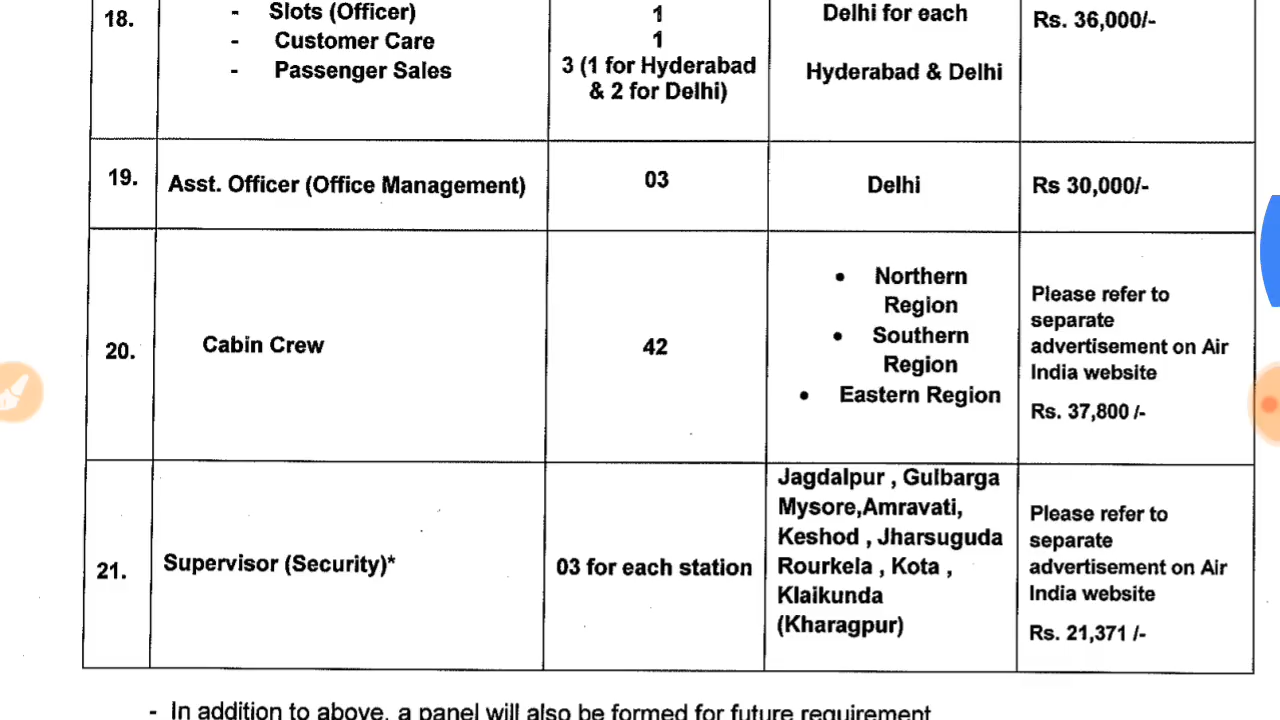 18.
- Slots (Officer) 1 Delhi for each Rs. 36,000/-
- Customer Care 1
- Passenger Sales 3 (1 for Hyderabad & 2 for Delhi) Hyderabad & Delhi
19. Asst. Officer (Office Management) 03 Delhi Rs 30,000/-
20. Cabin Crew 42
• Northern
Region
• Southern
Region
• Eastern Region
Please refer to
separate
advertisement on Air
India website
Rs. 37,800 /-
21. Supervisor (Security)* 03 for each station
Jagdalpur , Gulbarga
Mysore,Amravati,
Keshod , Jharsuguda
Rourkela , Kota ,
Klaikunda
(Kharagpur)
Please refer to
separate
advertisement on Air
India website
Rs. 21,371 /-
- In addition to above, a panel will also be formed for future requirement